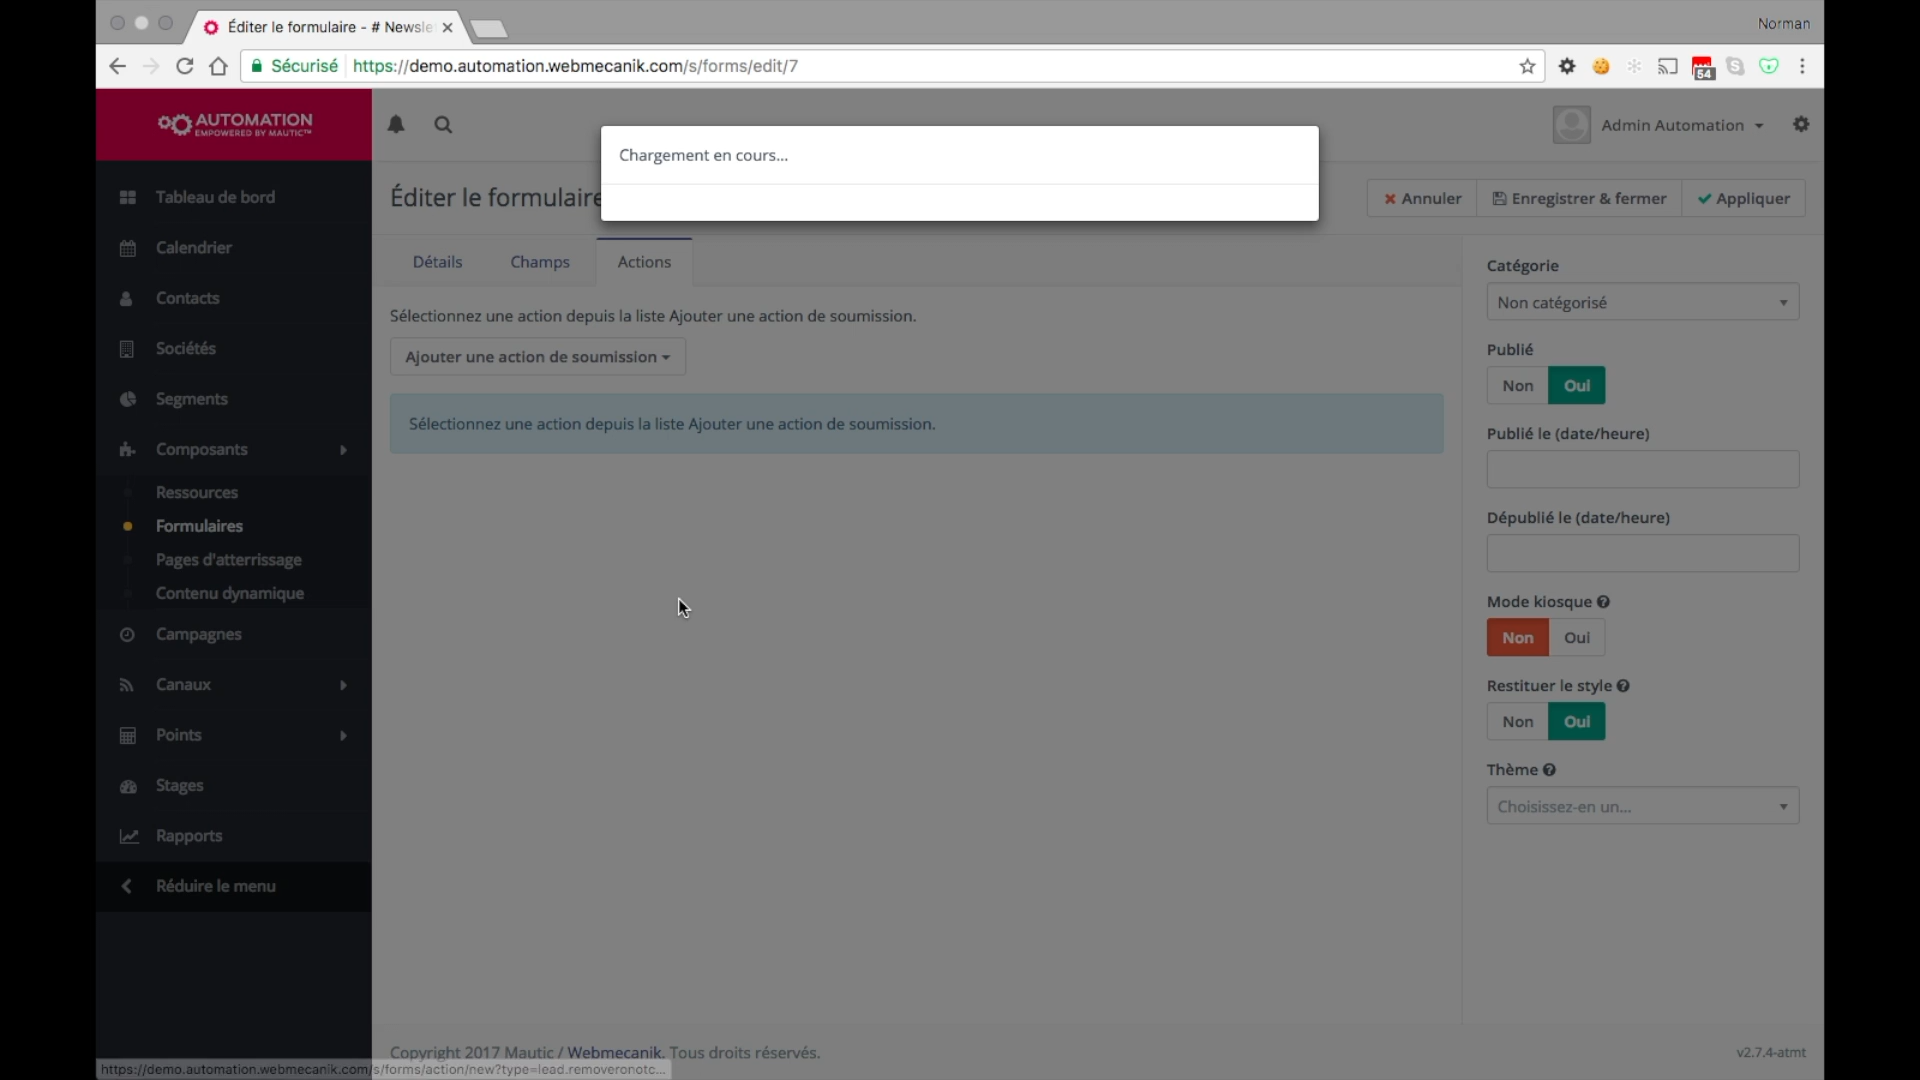 Éditer le formulaire - # Newsle
Norman
Sécurisé
https://demo.automation.webmecanik.com/s/forms/edit/7
54
AUTOMATION
EMPOWERED BY MAUTIC™
Admin Automation
Chargement en cours...
Éditer le formulaire
Annuler
Enregistrer & fermer
Appliquer
Tableau de bord
Calendrier
Contacts
Sociétés
Segments
Composants
Ressources
Formulaires
Pages d'atterrissage
Contenu dynamique
Campagnes
Canaux
Points
Stages
Rapports
Réduire le menu
Détails
Champs
Actions
Sélectionnez une action depuis la liste Ajouter une action de soumission.
Ajouter une action de soumission
Sélectionnez une action depuis la liste Ajouter une action de soumission.
Catégorie
Non catégorisé
Publié
Non Oui
Publié le (date/heure)
Dépublié le (date/heure)
Mode kiosque
Non Oui
Restituer le style
Non Oui
Thème
Choisissez-en un...
Copyright 2017 Mautic / Webmecanik. Tous droits réservés.
v2.7.4-atmt
https://demo.automation.webmecanik.com/s/forms/action/new?type=lead.removeronotc...